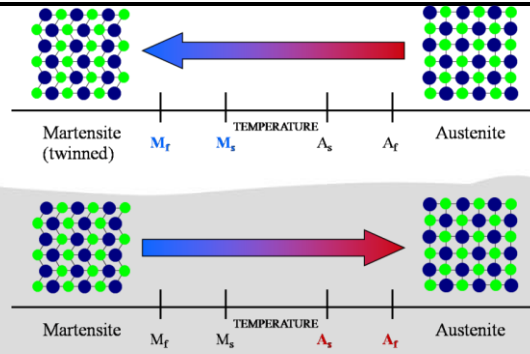 TEMPERATURE
Martensite
(twinned)
Mf
Ms
As
Af
Austenite
TEMPERATURE
Martensite
Mf
Ms
As
Af
Austenite